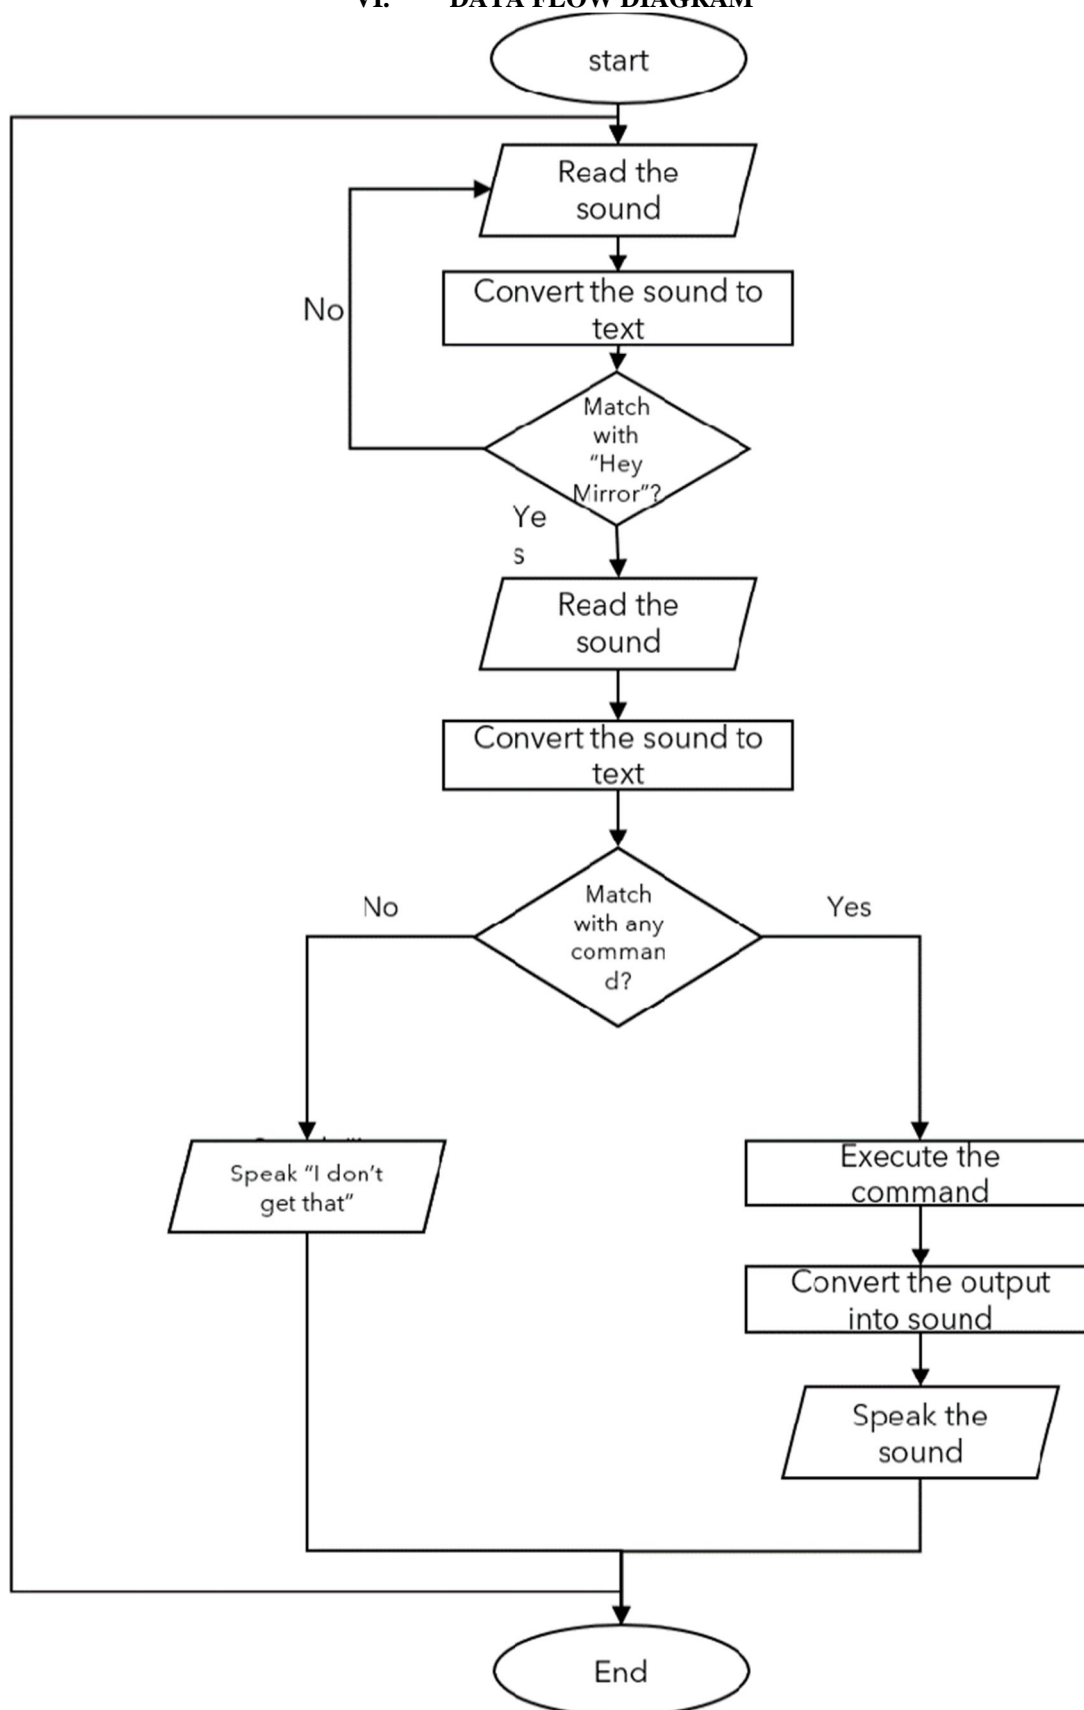 VI. DATA FLOW DIAGRAM
start
Read the
sound
Convert the sound to
text
No
Match
with
“Hey
Mirror”?
Ye
s
Read the
sound
Convert the sound to
text
Match
with any
comman
d?
No
Yes
Speak “I don’t
get that”
Execute the
command
Convert the output
into sound
Speak the
sound
End